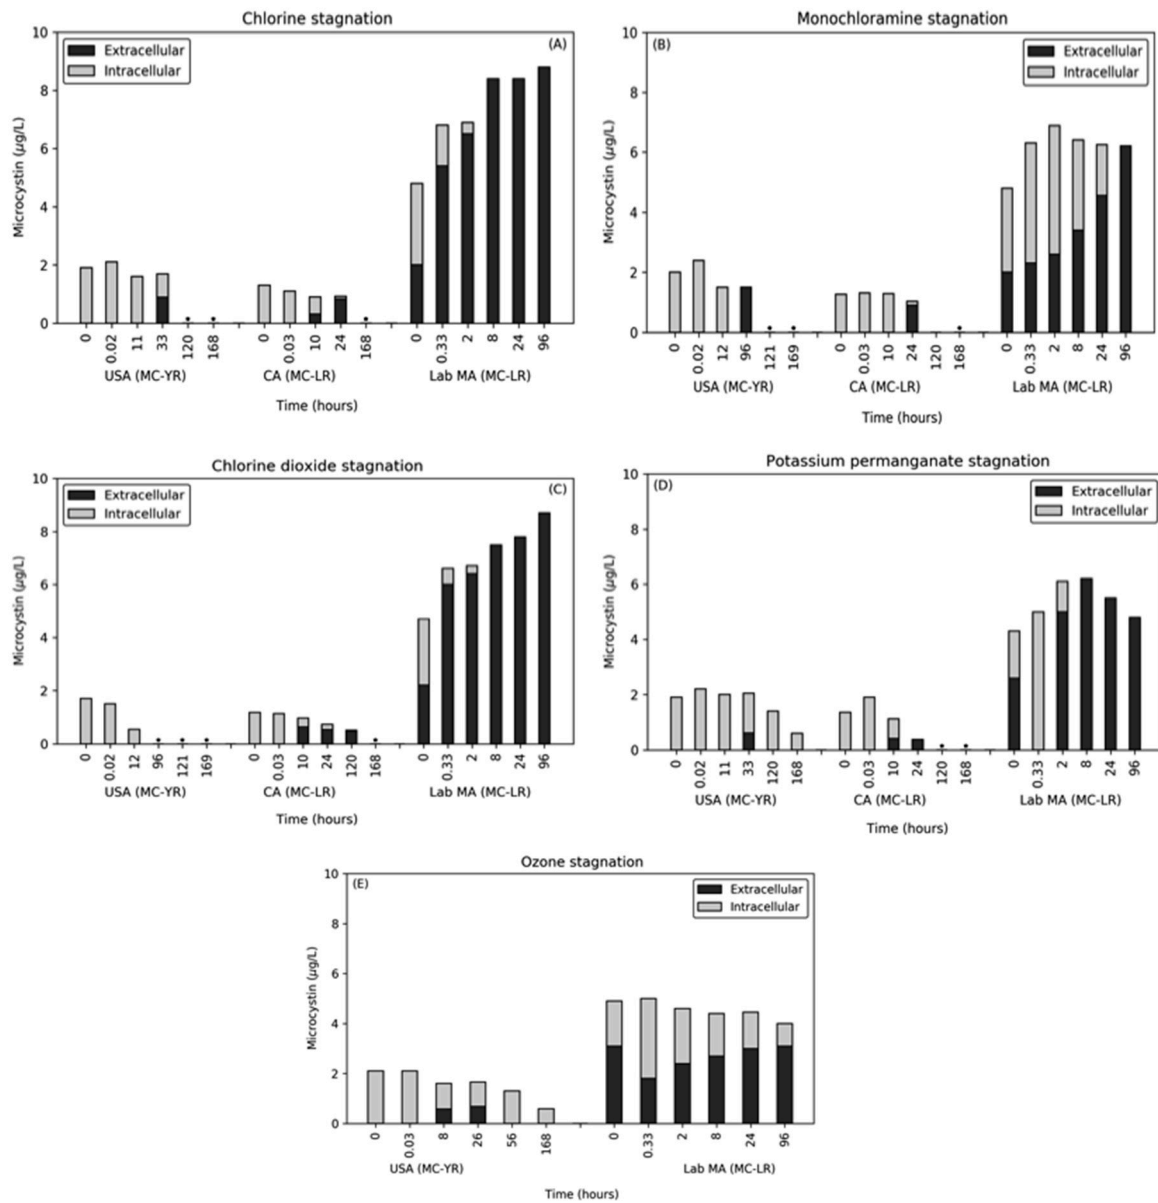 Chlorine stagnation
(A)
Extracellular
Intracellular
Microcystin (µg/L)
10
8
6
4
2
0
0 0.02 11 33 120 168 0 0.03 10 24 168 0 0.33 2 8 24 96
USA (MC-YR) CA (MC-LR) Lab MA (MC-LR)
Time (hours)
Monochloramine stagnation
(B)
Extracellular
Intracellular
Microcystin (µg/L)
10
8
6
4
2
0
0 0.02 12 96 121 169 0 0.03 10 24 120 168 0 0.33 2 8 24 96
USA (MC-YR) CA (MC-LR) Lab MA (MC-LR)
Time (hours)
Chlorine dioxide stagnation
(C)
Extracellular
Intracellular
Microcystin (µg/L)
10
8
6
4
2
0
0 0.02 12 96 121 169 0 0.03 10 24 120 168 0 0.33 2 8 24 96
USA (MC-YR) CA (MC-LR) Lab MA (MC-LR)
Time (hours)
Potassium permanganate stagnation
(D)
Extracellular
Intracellular
Microcystin (µg/L)
10
8
6
4
2
0
0 0.02 11 33 120 168 0 0.03 10 24 120 168 0 0.33 2 8 24 96
USA (MC-YR) CA (MC-LR) Lab MA (MC-LR)
Time (hours)
Ozone stagnation
(E)
Extracellular
Intracellular
Microcystin (µg/L)
10
8
6
4
2
0
0 0.03 8 26 56 168 0 0.33 2 8 24 96
USA (MC-YR) Lab MA (MC-LR)
Time (hours)